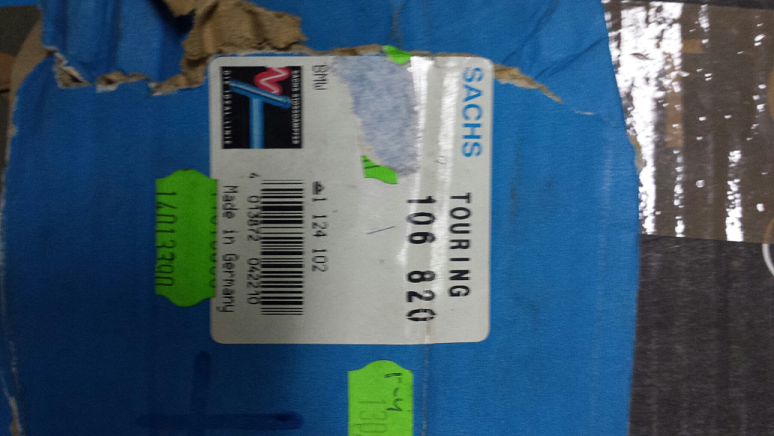 SACHS
TOURING
106 820
BMW
1 124 102
4 013872 042210
Made in Germany
14013300